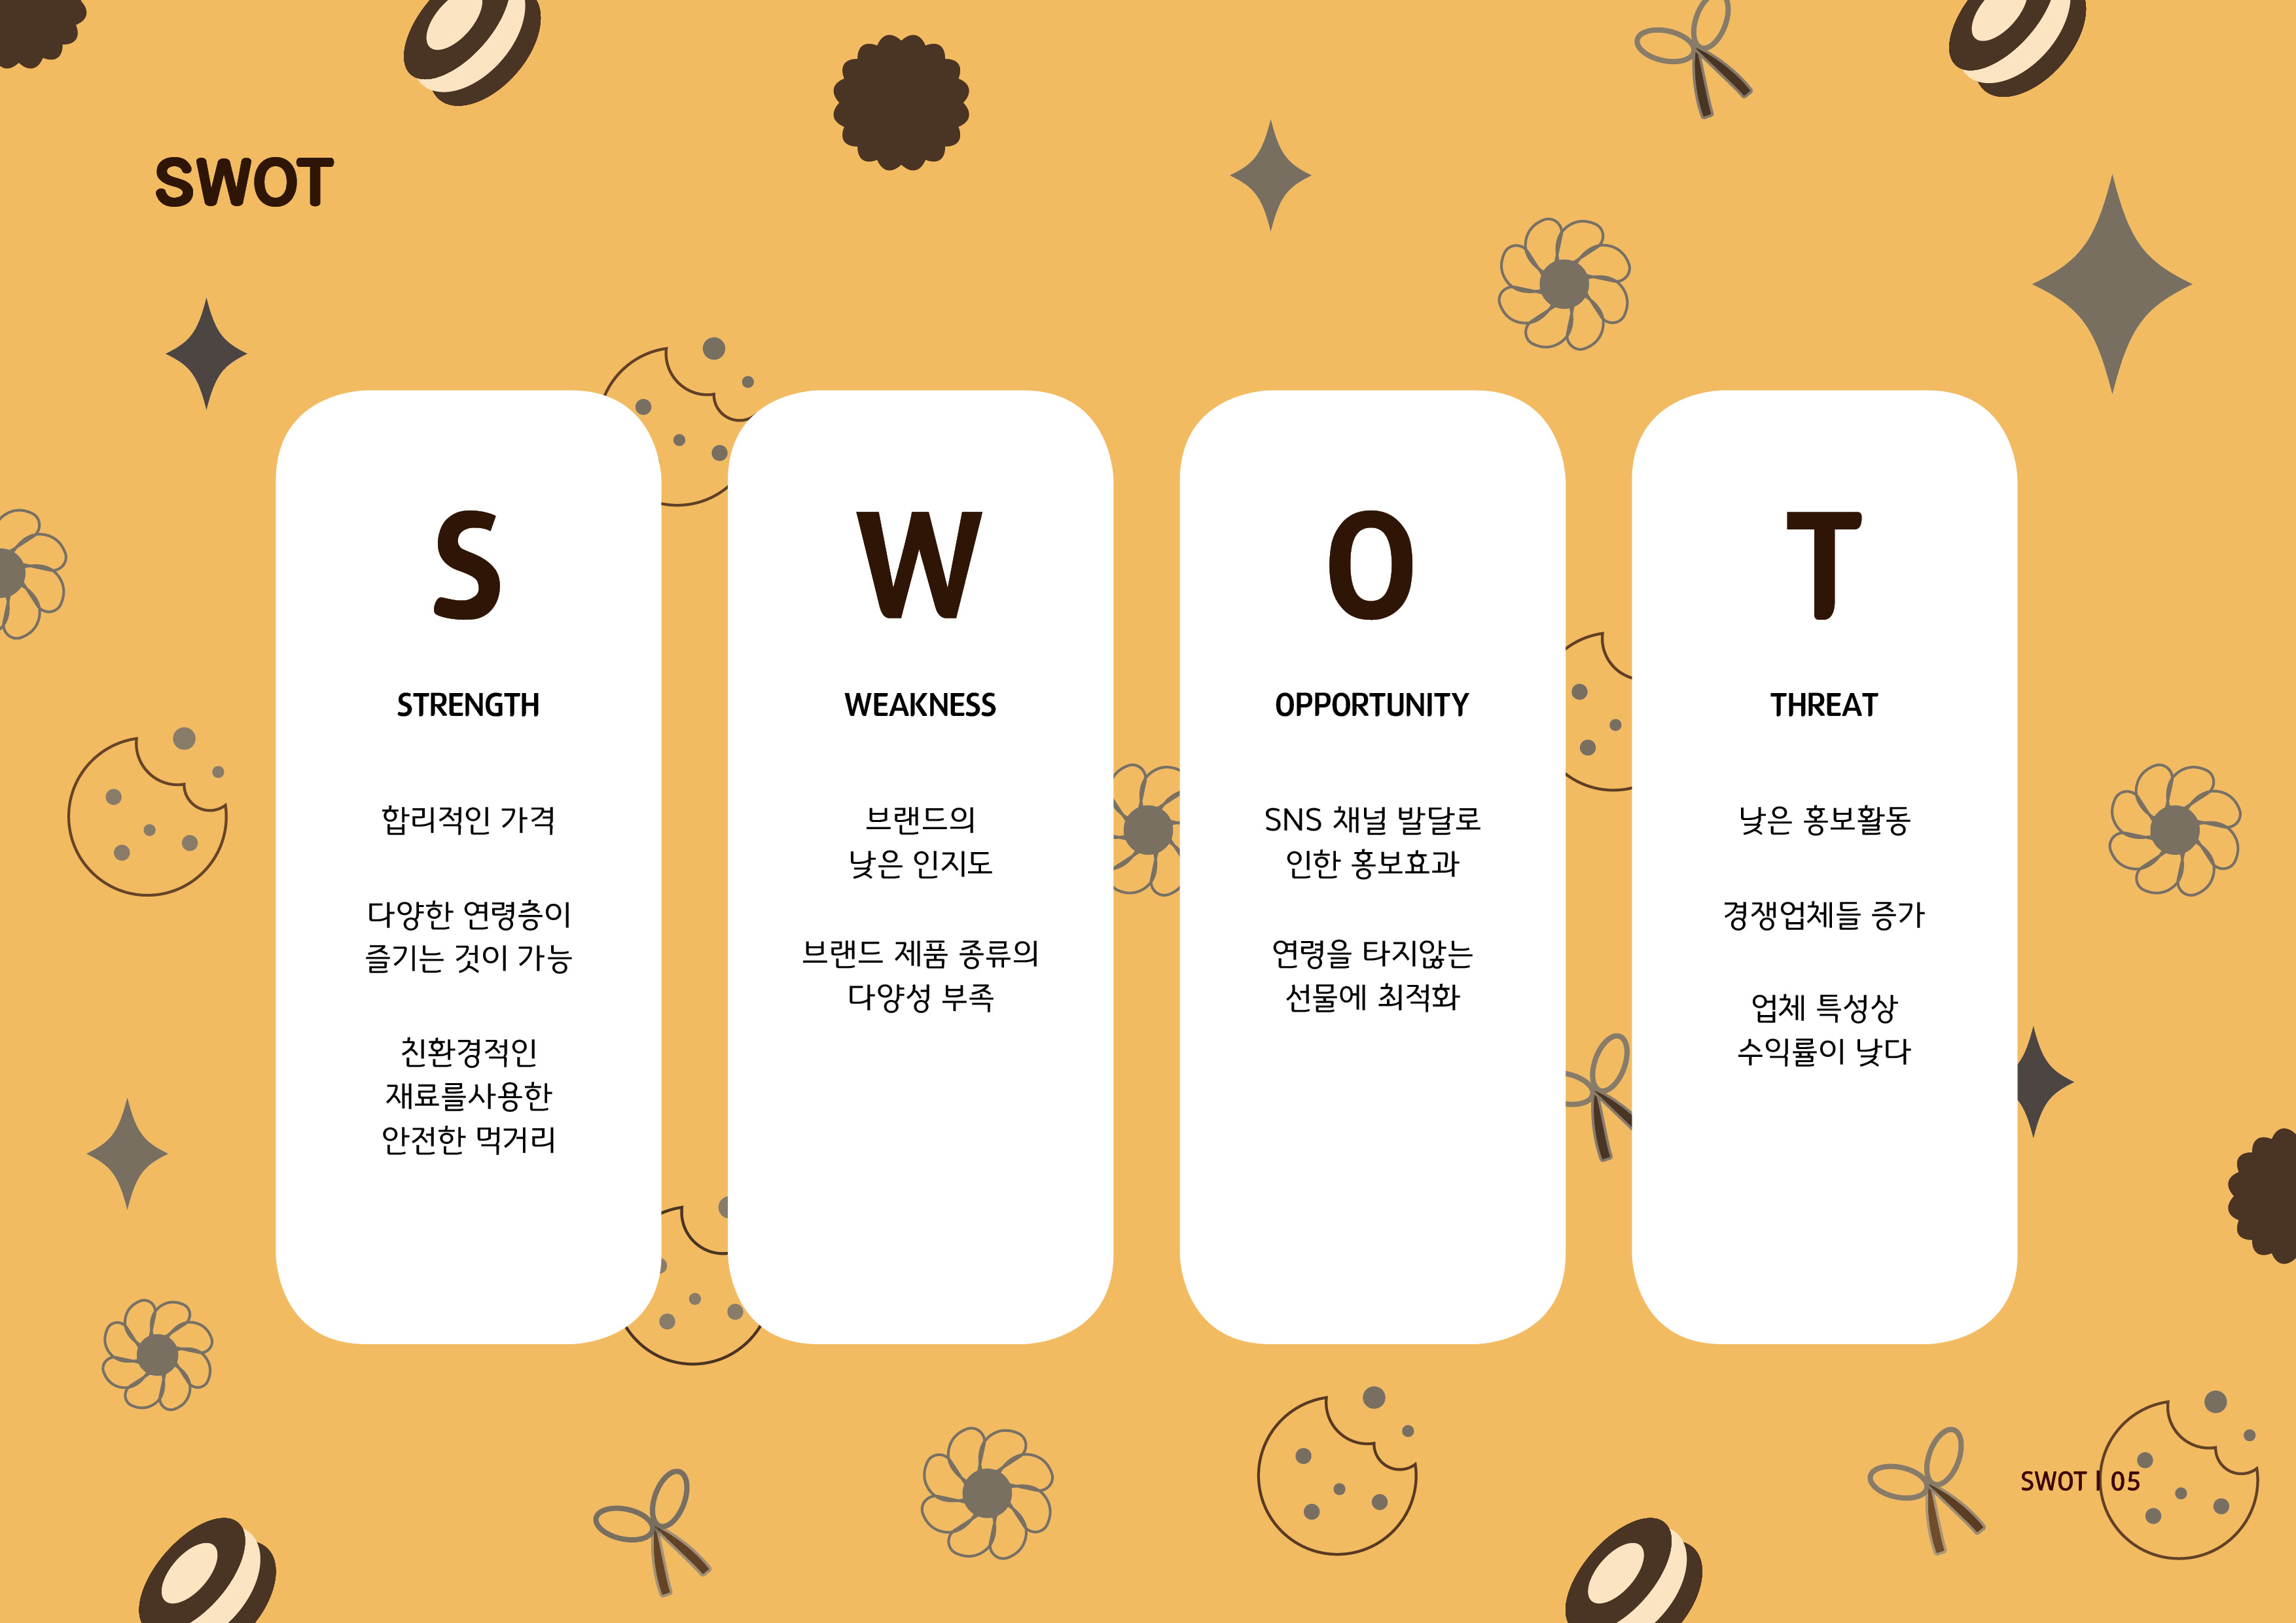 SWOT
S
STRENGTH
합리적인 가격
다양한 연령층이
즐기는 것이 가능
친환경적인
재료를사용한
안전한 먹거리
W
WEAKNESS
브랜드의
낮은 인지도
브랜드 제품 종류의
다양성 부족
O
OPPORTUNITY
SNS 채널 발달로
인한 홍보효과
연령을 타지않는
선물에 최적화
T
THREAT
낮은 홍보활동
경쟁업체들 증가
업체 특성상
수익률이 낮다
SWOT | 05